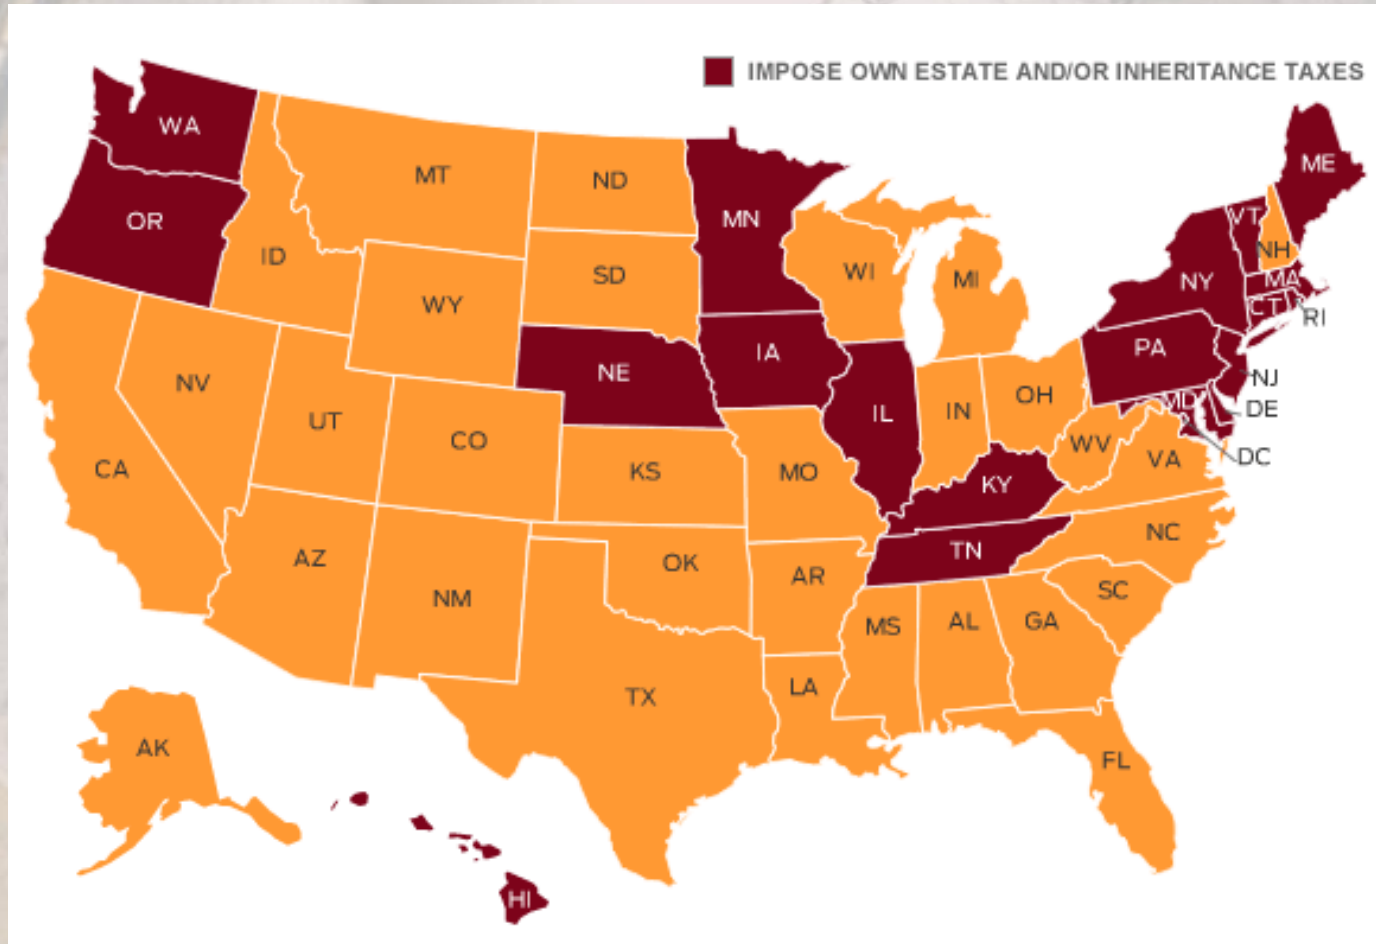 IMPOSE OWN ESTATE AND/OR INHERITANCE TAXES
WA
OR
MT
ND
MN
ME
VT
NH
ID
SD
WI
MI
NY
MA
CT
RI
WY
NE
IA
PA
NJ
DE
MD
DC
NV
UT
CO
IL
IN
OH
WV
VA
CA
KS
MO
KY
NC
AZ
NM
OK
AR
TN
SC
MS
AL
GA
TX
LA
AK
FL
HI